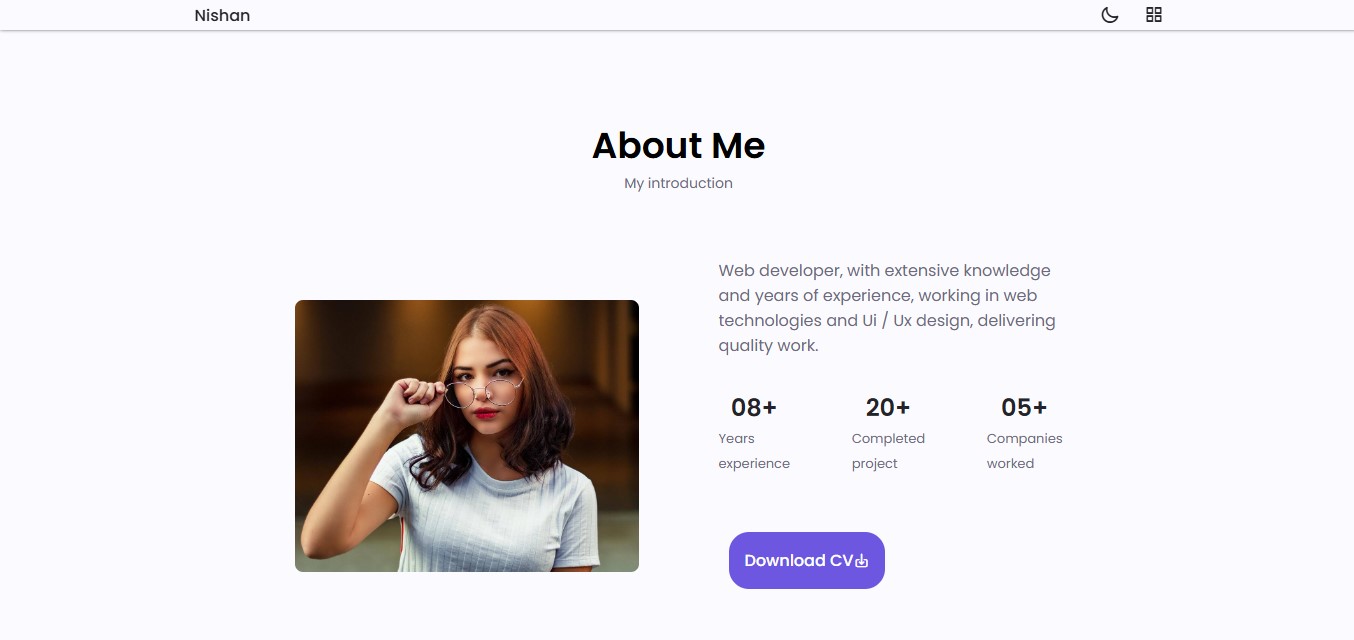 Nishan
About Me
My introduction
Web developer, with extensive knowledge
and years of experience, working in web
technologies and Ui / Ux design, delivering
quality work.
08+
Years
experience
20+
Completed
project
05+
Companies
worked
Download CV